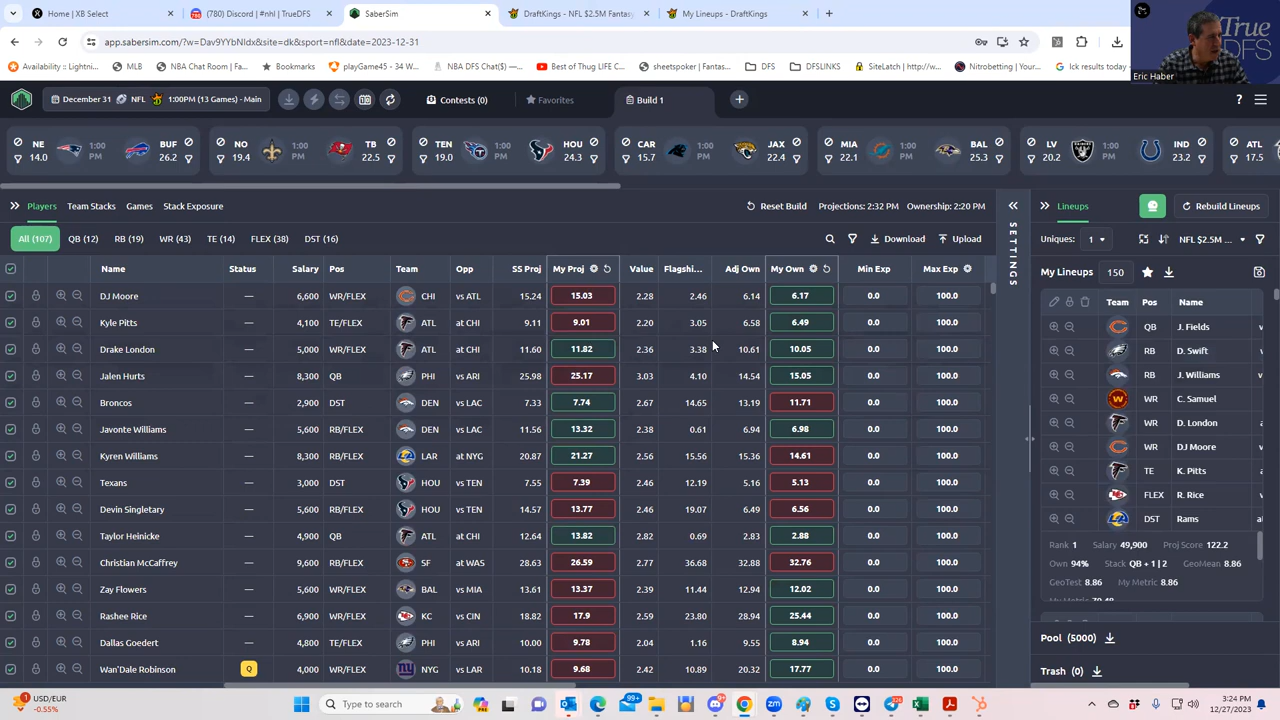 Home | XB Select
(780) Discord | #nhl | TrueDFS
SaberSim
DraftKings - NFL $2.5M Fantasy
My Lineups - DraftKings
app.sabersim.com/?w=Dav9YYbNIdx&site=dk&sport=nfl&date=2023-12-31
Availability :: Lightni...
MLB
NBA Chat Room | Fa...
Bookmarks
playGame45 - 34 Wa...
NBA DFS Chat($) —...
Best of Thug LIFE C...
sheetspoker | Sport...
DFS
DFSLINKS
SiteLatch | http://w...
Nitrobetting | Your...
Ick results today
True
DFS
Eric Haber
December 31
NFL
1:00PM (13 Games) - Main
Contests (0)
Favorites
Build 1
+
?
NE 14.0
1:00 PM
BUF 26.2
NO 19.4
1:00 PM
TB 22.5
TEN 19.0
1:00 PM
HOU 24.3
CAR 15.7
1:00 PM
JAX 22.4
MIA 22.1
1:00 PM
BAL 25.3
LV 20.2
1:00 PM
IND 23.2
ATL 17.5
Players
Team Stacks
Games
Stack Exposure
Reset Build
Projections: 2:32 PM
Ownership: 2:20 PM
All (107)
QB (12)
RB (19)
WR (43)
TE (14)
FLEX (38)
DST (16)
Download
Upload
Name Status Salary Pos Team Opp SS Proj My Proj Value Flagshi... Adj Own My Own Min Exp Max Exp
DJ Moore — 6,600 WR/FLEX CHI vs ATL 15.24 15.03 2.28 2.46 6.14 6.17 0.0 100.0
Kyle Pitts — 4,100 TE/FLEX ATL at CHI 9.11 9.01 2.20 3.05 6.58 6.49 0.0 100.0
Drake London — 5,000 WR/FLEX ATL at CHI 11.60 11.82 2.36 3.38 10.61 10.05 0.0 100.0
Jalen Hurts — 8,300 QB PHI vs ARI 25.98 25.17 3.03 4.10 14.54 15.05 0.0 100.0
Broncos — 2,900 DST DEN vs LAC 7.33 7.74 2.67 14.65 13.19 11.71 0.0 100.0
Javonte Williams — 5,600 RB/FLEX DEN vs LAC 11.56 13.32 2.38 0.61 6.94 6.98 0.0 100.0
Kyren Williams — 8,300 RB/FLEX LAR at NYG 20.87 21.27 2.56 15.56 15.36 14.61 0.0 100.0
Texans — 3,000 DST HOU vs TEN 7.55 7.39 2.46 12.19 5.16 5.13 0.0 100.0
Devin Singletary — 5,600 RB/FLEX HOU vs TEN 14.57 13.77 2.46 19.07 6.49 6.56 0.0 100.0
Taylor Heinicke — 4,900 QB ATL at CHI 12.64 13.82 2.82 0.69 2.83 2.88 0.0 100.0
Christian McCaffrey — 9,600 RB/FLEX SF at WAS 28.63 26.59 2.77 36.68 32.88 32.76 0.0 100.0
Zay Flowers — 5,900 WR/FLEX BAL vs MIA 13.61 13.37 2.27 11.44 12.94 12.02 0.0 100.0
Rashee Rice — 6,900 WR/FLEX KC vs CIN 18.82 17.9 2.59 23.80 28.94 25.44 0.0 100.0
Dallas Goedert — 4,800 TE/FLEX PHI vs ARI 10.00 9.78 2.04 1.16 9.55 8.94 0.0 100.0
Wan'Dale Robinson Q 4,000 WR/FLEX NYG vs LAR 10.18 9.68 2.42 10.89 20.32 17.77 0.0 100.0
SETTINGS
Lineups
Rebuild Lineups
Uniques: 1
NFL $2.5M ...
My Lineups 150
Team Pos Name
QB J. Fields
RB D. Swift
RB J. Williams
WR C. Samuel
WR D. London
WR DJ Moore
TE K. Pitts
FLEX R. Rice
DST Rams
Rank 1 Salary 49,900 Proj Score 122.2
Own 94% Stack QB + 1 | 2 GeoMean 8.86
GeoTest 8.86 My Metric 8.86
Pool (5000)
Trash (0)
USD/EUR
-0.55%
Type here to search
99+
3:24 PM
12/27/2023